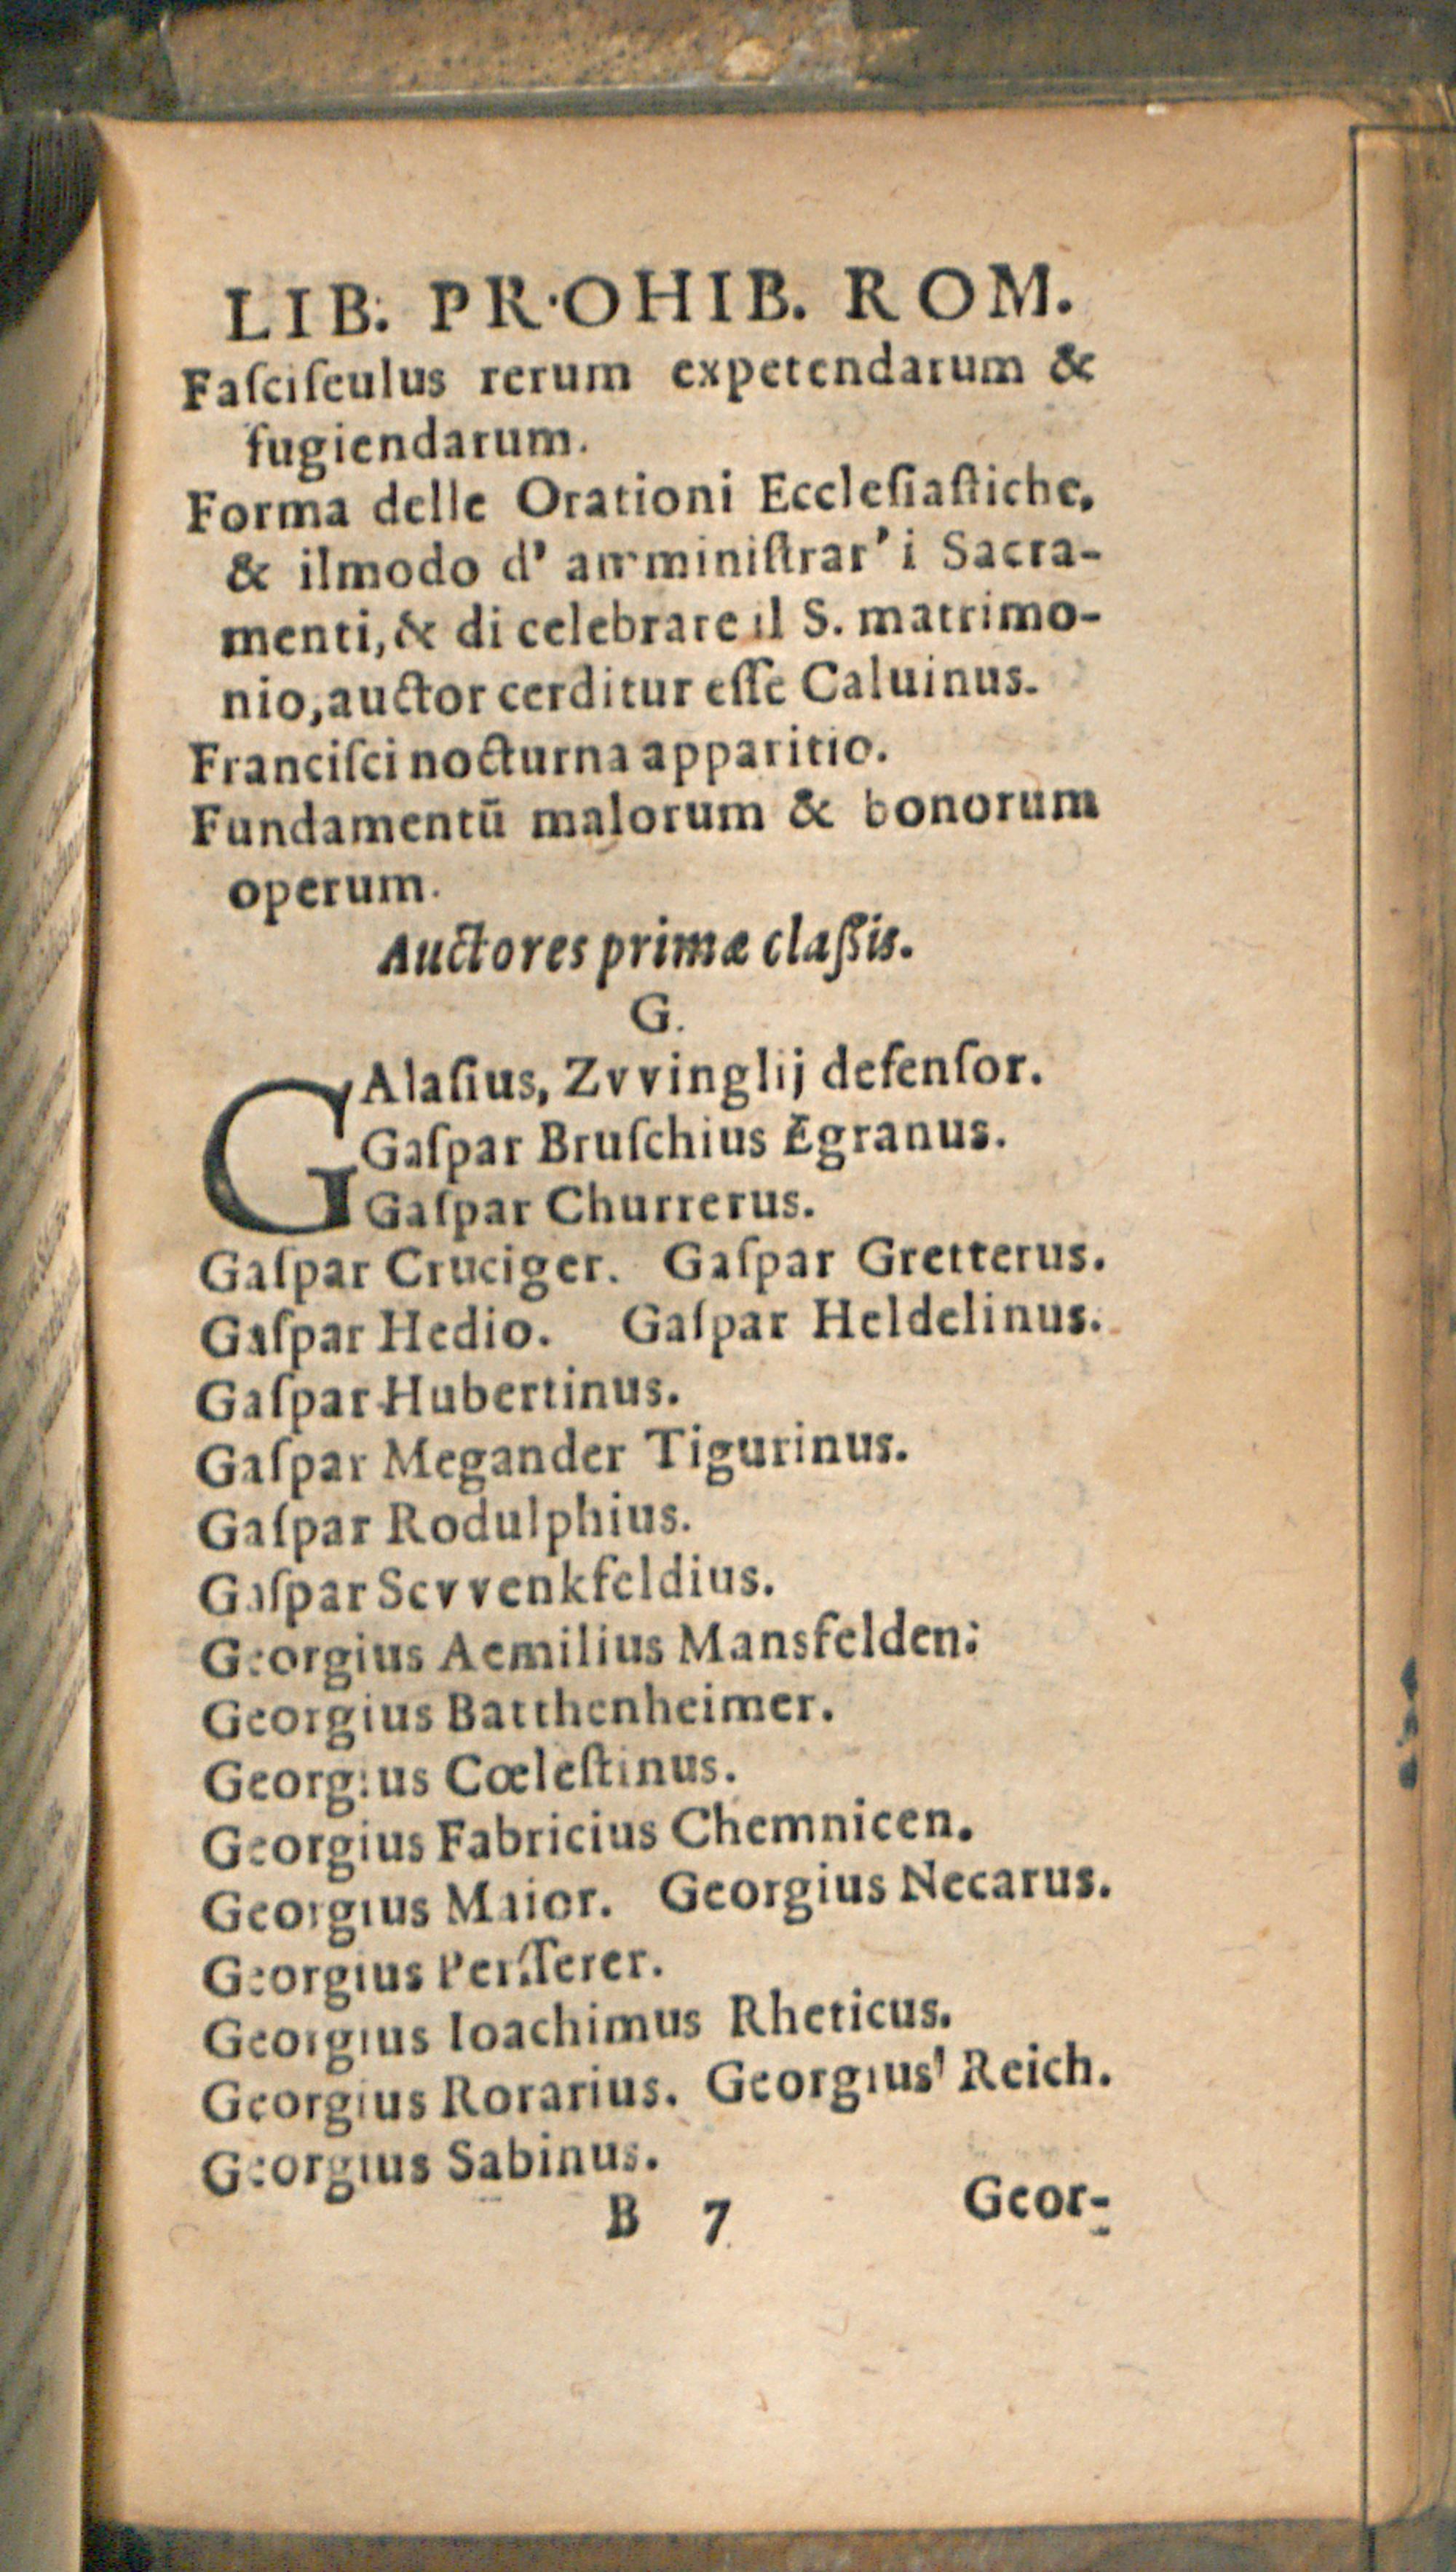 LIB. PROHIB. ROM.
Faſciſculus rerum expetendarum &
fugiendarum.
Forma delle Orationi Eccleſiaſtiche,
& ilmodo d' amminiſtrar' i Sacra-
menti, & di celebrare il S. matrimo-
nio, auctor cerditur eſſe Caluinus.
Franciſci nocturna apparitio.
Fundamentū malorum & bonorum
operum.
Auctores primæ claſſis.
G.
GAlaſius, Zvvinglij defenſor.
Gaſpar Bruſchius Egranus.
Gaſpar Churrerus.
Gaſpar Cruciger. Gaſpar Gretterus.
Gaſpar Hedio. Gaſpar Heldelinus.
Gaſpar Hubertinus.
Gaſpar Megander Tigurinus.
Gaſpar Rodulphius.
Gaſpar Scvvenkfeldius.
Georgius Aemilius Mansfelden.
Georgius Batthenheimer.
Georgius Cœleſtinus.
Georgius Fabricius Chemnicen.
Georgius Maior. Georgius Necarus.
Georgius
Georgius Ioachimus Rheticus.
Georgius Rorarius. Georgius Reich.
Georgius Sabinus.
B 7 Geor-